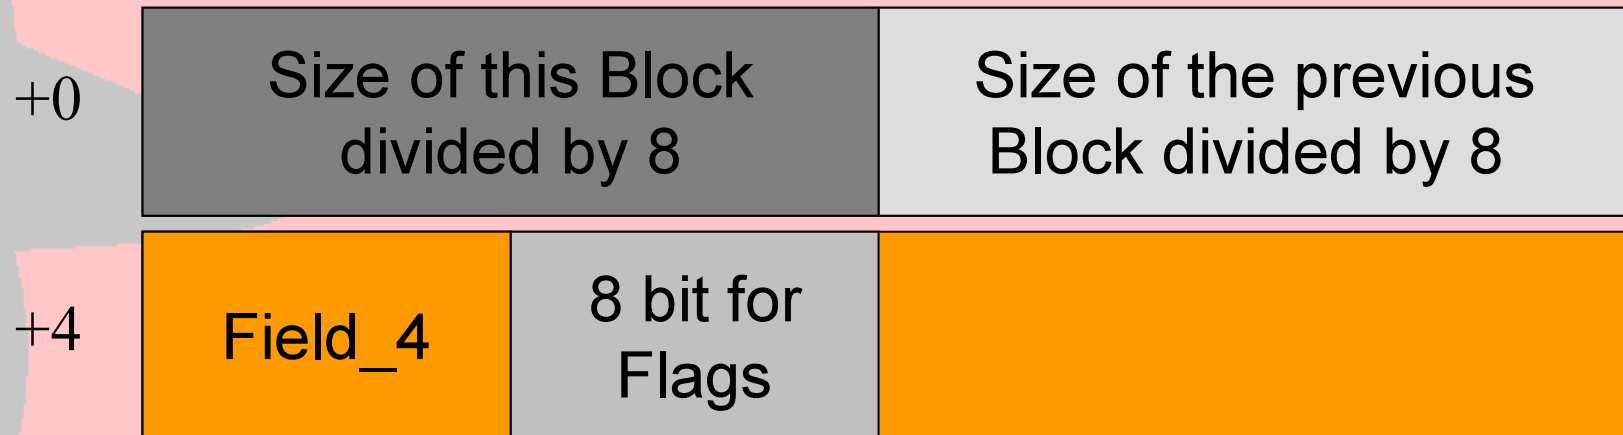 +0
Size of this Block
divided by 8
Size of the previous
Block divided by 8
+4
Field_4
8 bit for
Flags